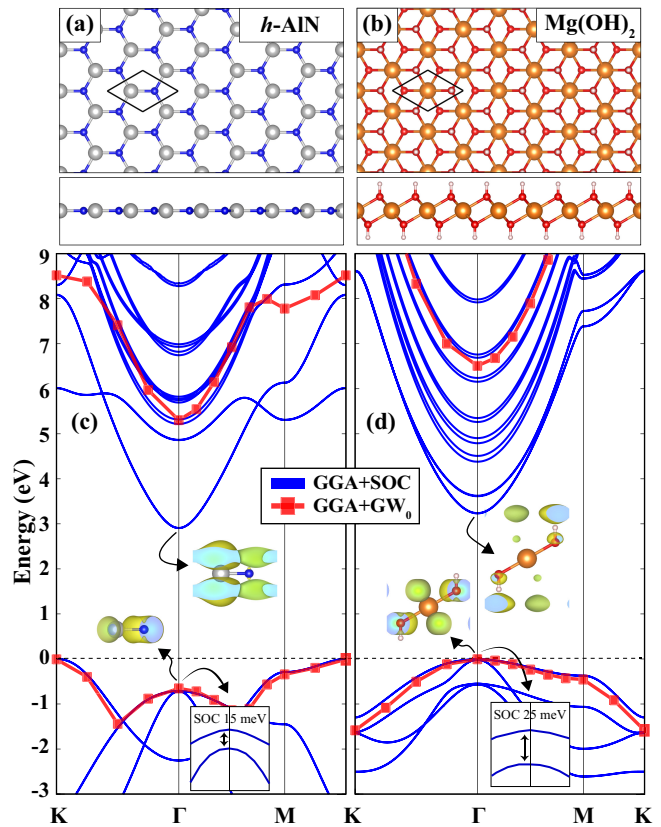 (a) h-AlN
(b) Mg(OH)₂
9
8
7
6
5
4
3
2
1
0
-1
-2
-3
Energy (eV)
(c)
(d)
GGA+SOC
GGA+GW₀
SOC 15 meV
SOC 25 meV
K Γ M K Γ M K